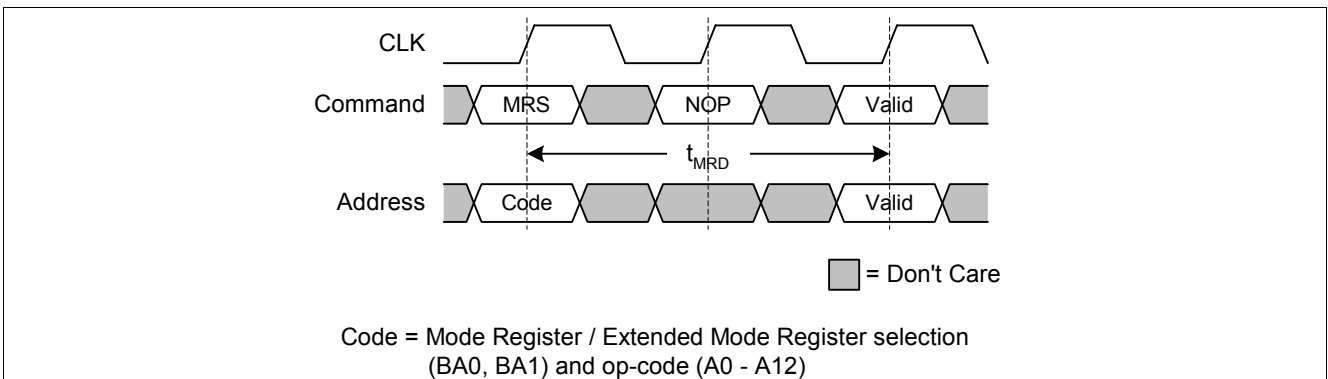 CLK
Command MRS NOP Valid
tMRD
Address Code Valid
= Don't Care
Code = Mode Register / Extended Mode Register selection
(BA0, BA1) and op-code (A0 - A12)